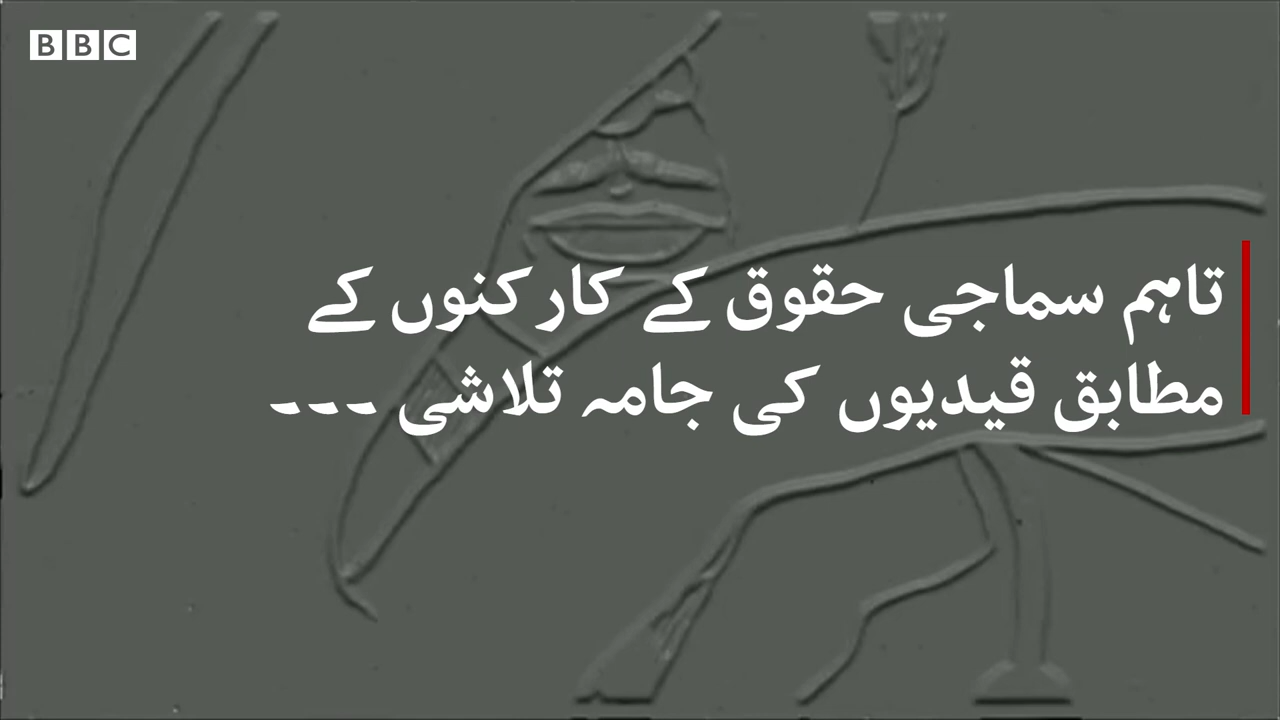 BBC
تاہم سماجی حقوق کے کارکنوں کے
مطابق قیدیوں کی جامہ تلاشی ۔۔۔